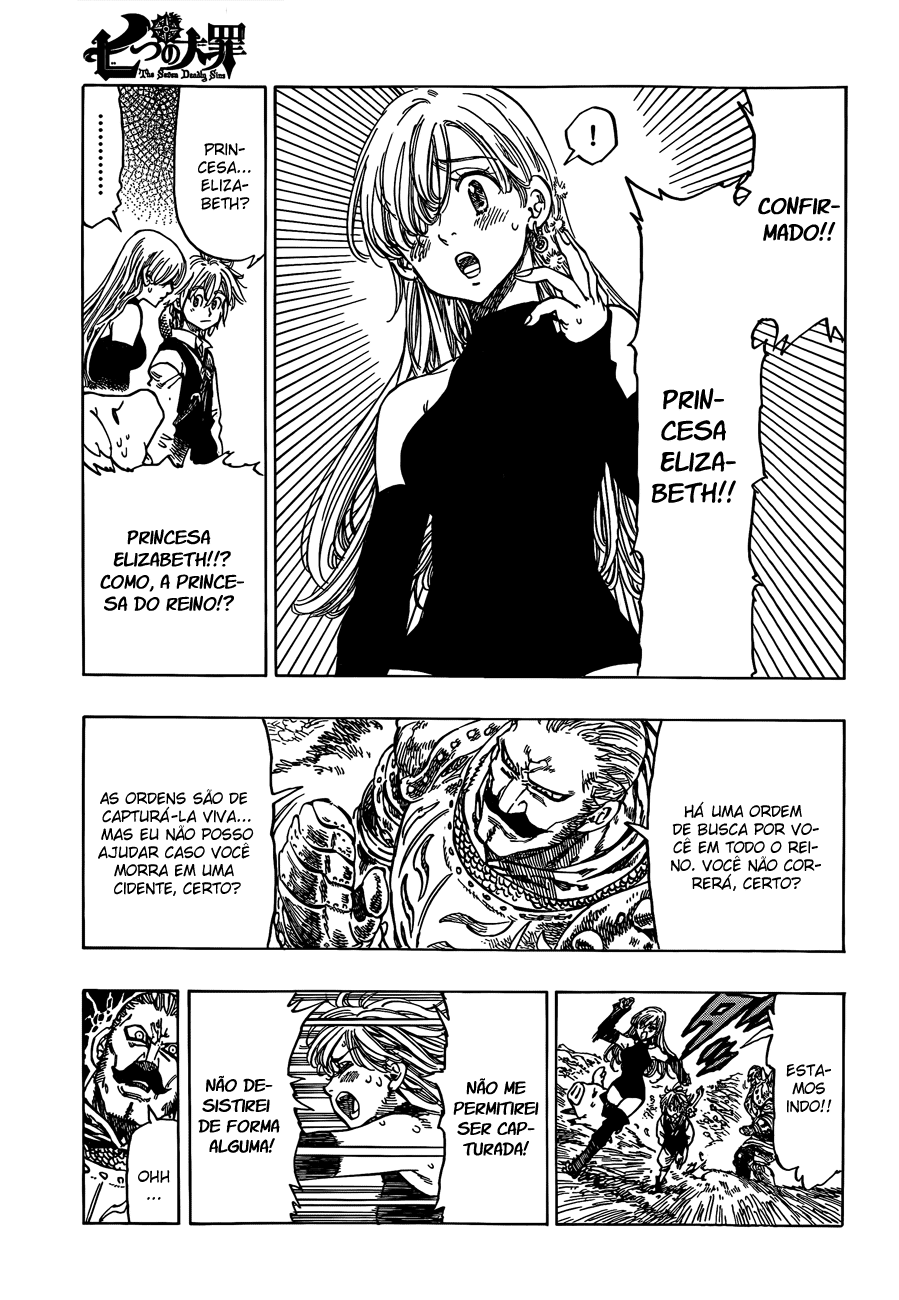 七つの大罪
The Seven Deadly Sins
CONFIR-
MADO!!
PRIN-
CESA
ELIZA-
BETH!!
!
PRIN-
CESA...
ELIZA-
BETH?
.........
PRINCESA
ELIZABETH!!?
COMO, A PRINCE-
SA DO REINO!?
HÁ UMA ORDEM
DE BUSCA POR VO-
CÊ EM TODO O REI-
NO. VOCÊ NÃO COR-
RERÁ, CERTO?
AS ORDENS SÃO DE
CAPTURÁ-LA VIVA...
MAS EU NÃO POSSO
AJUDAR CASO VOCÊ
MORRA EM UMA
CIDENTE, CERTO?
ESTA-
MOS
INDO!!
NÃO ME
PERMITIREI
SER CAP-
TURADA!
NÃO DE-
SISTIREI
DE FORMA
ALGUMA!
OHH
...